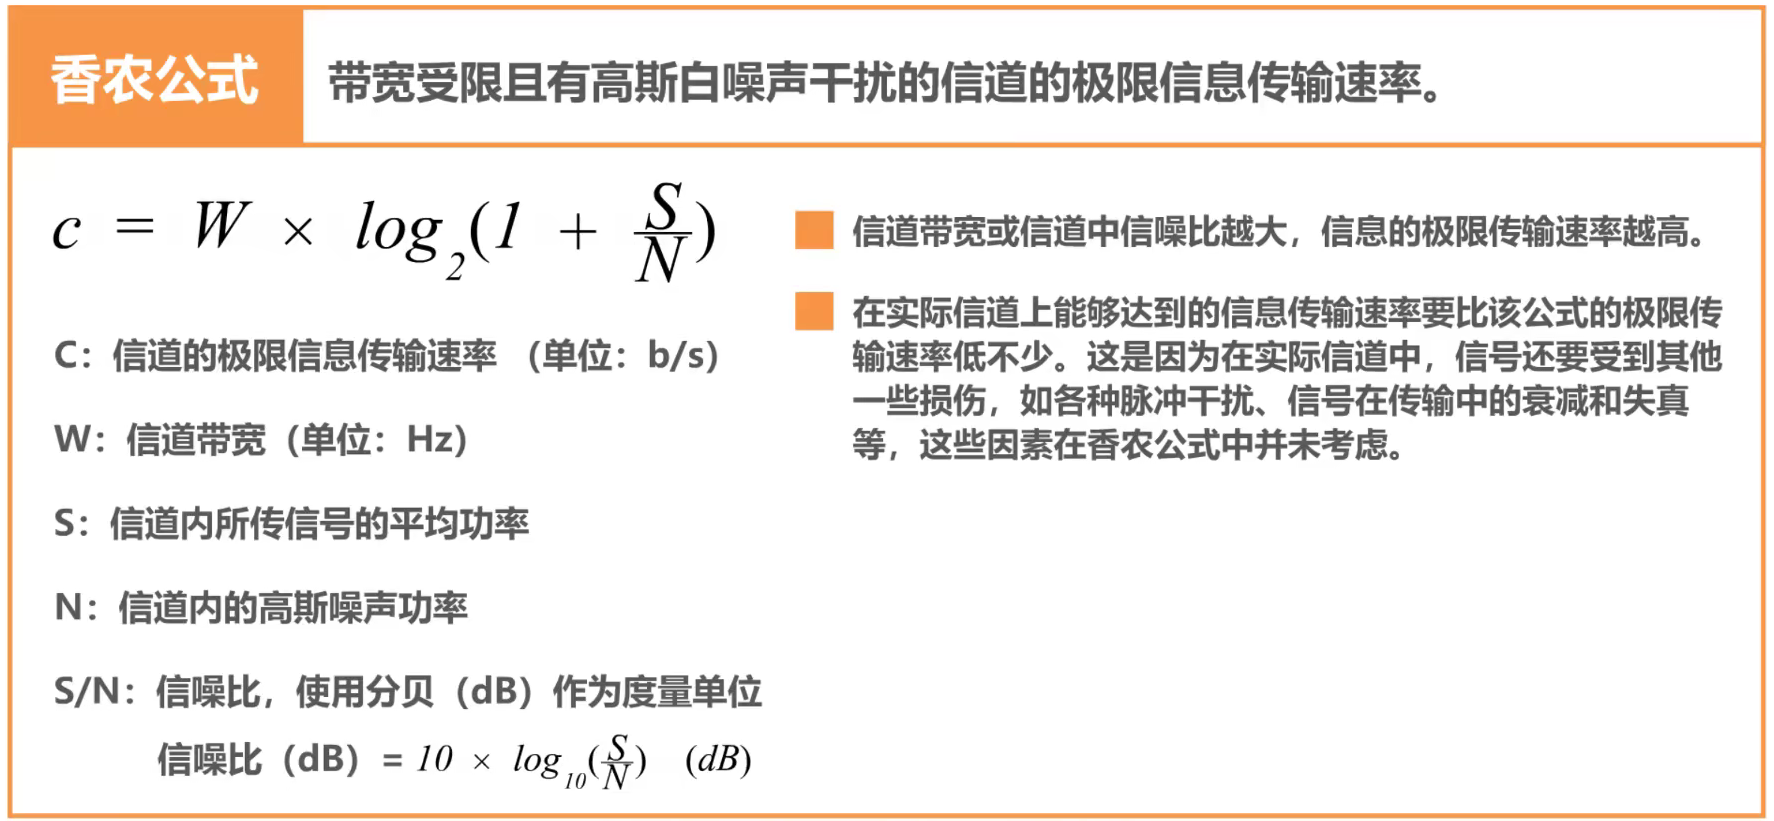 香农公式
带宽受限且有高斯白噪声干扰的信道的极限信息传输速率。
c = W × log₂(1 + S/N)
C：信道的极限信息传输速率 （单位：b/s）
W：信道带宽（单位：Hz）
S：信道内所传信号的平均功率
N：信道内的高斯噪声功率
S/N：信噪比，使用分贝（dB）作为度量单位
信噪比（dB）= 10 × log₁₀(S/N) (dB)
信道带宽或信道中信噪比越大，信息的极限传输速率越高。
在实际信道上能够达到的信息传输速率要比该公式的极限传
输速率低不少。这是因为在实际信道中，信号还要受到其他
一些损伤，如各种脉冲干扰、信号在传输中的衰减和失真
等，这些因素在香农公式中并未考虑。